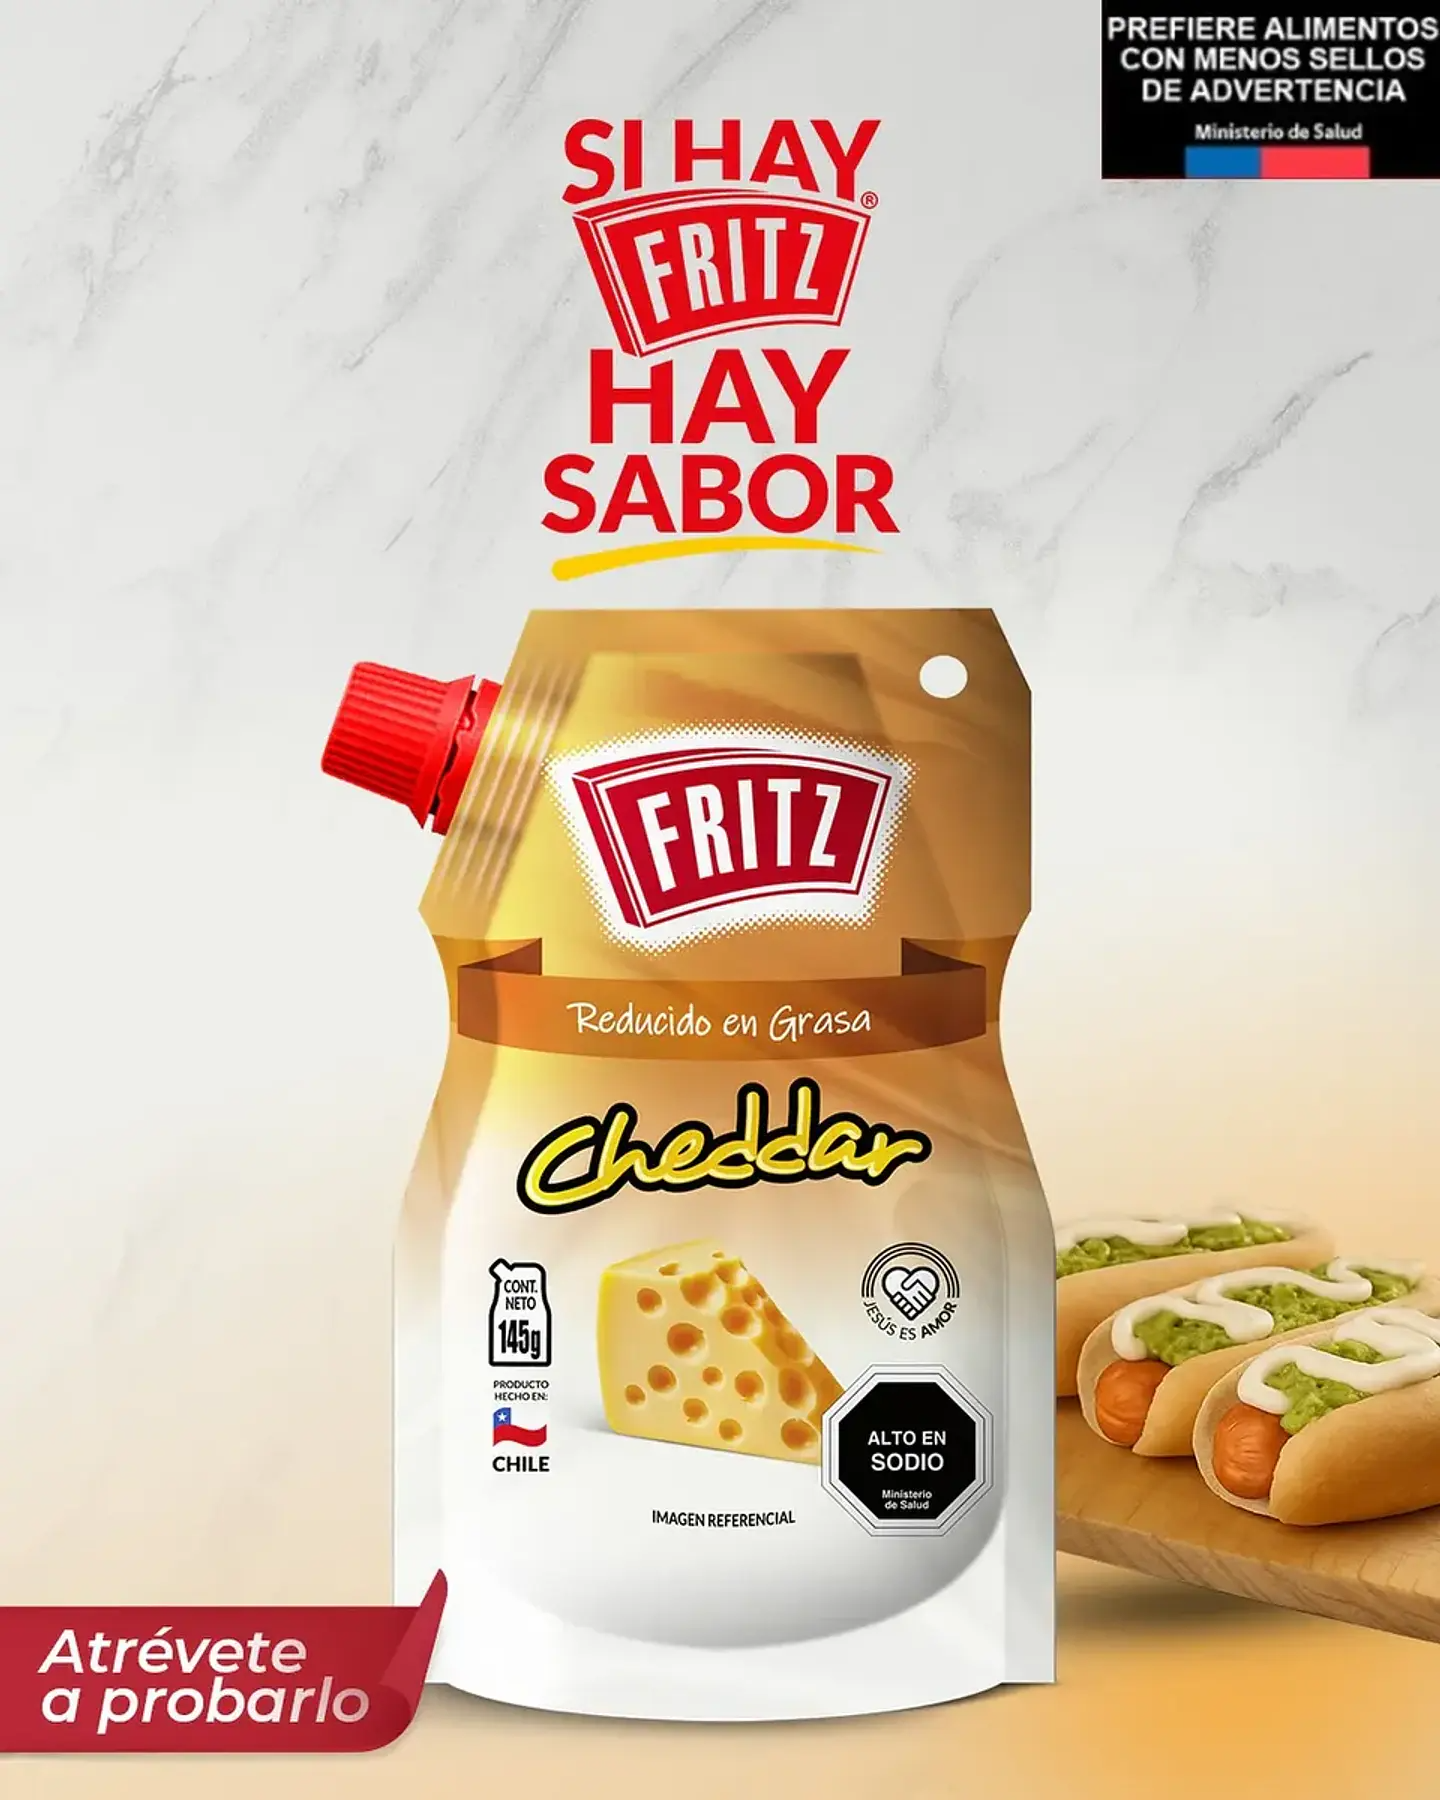 PREFIERE ALIMENTOS
CON MENOS SELLOS
DE ADVERTENCIA
Ministerio de Salud
SI HAY
FRITZ®
HAY
SABOR
FRITZ
Reducido en Grasa
Cheddar
CONT.
NETO
145g
PRODUCTO
HECHO EN:
CHILE
JESÚS ES AMOR
ALTO EN
SODIO
Ministerio
de Salud
IMAGEN REFERENCIAL
Atrévete
a probarlo